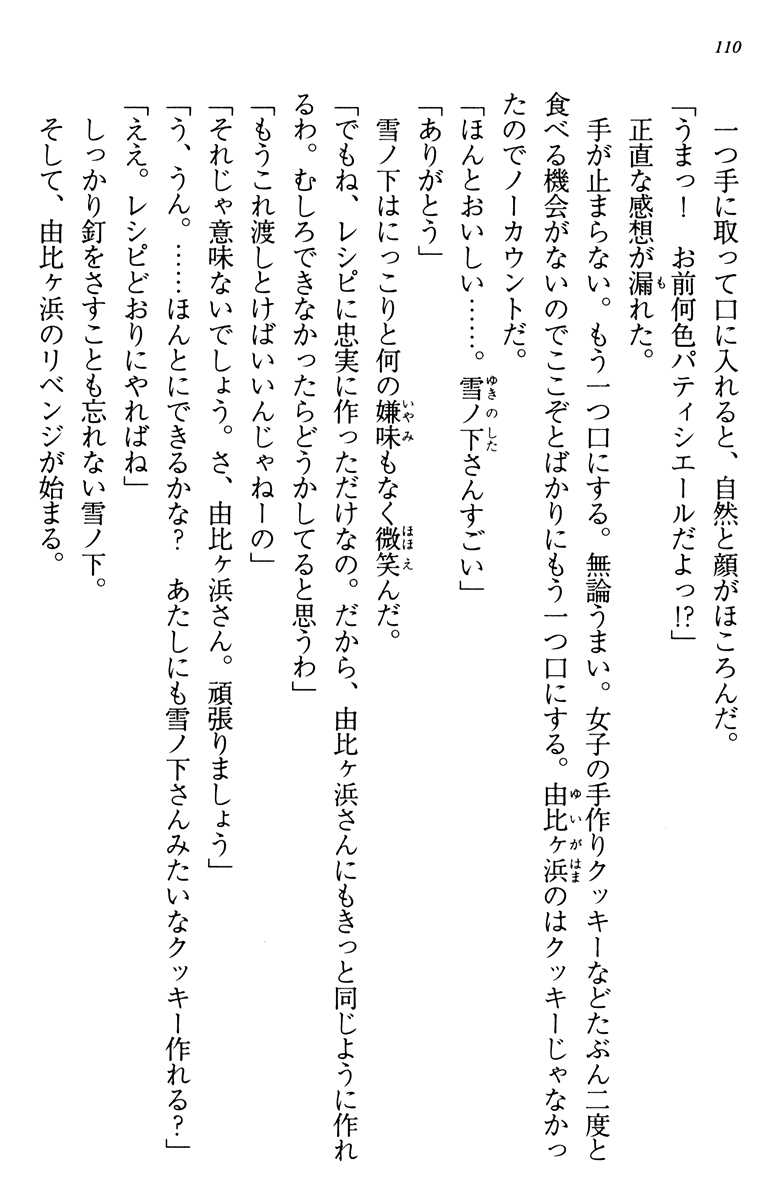 110
一つ手に取って口に入れると、自然と顔がほころんだ。
「うまっ！　お前何色パティシエールだよっ!?」
正直な感想が漏れた。
手が止まらない。もう一つ口にする。無論うまい。女子の手作りクッキーなどたぶん二度と
食べる機会がないのでここぞとばかりにもう一つ口にする。由比ヶ浜のはクッキーじゃなかっ
たのでノーカウントだ。
「ほんとおいしい……。雪ノ下さんすごい」
「ありがとう」
雪ノ下はにっこりと何の嫌味もなく微笑んだ。
「でもね、レシピに忠実に作っただけなの。だから、由比ヶ浜さんにもきっと同じように作れ
るわ。むしろできなかったらどうかしてると思うわ」
「もうこれ渡しとけばいいんじゃねーの」
「それじゃ意味ないでしょう。さ、由比ヶ浜さん。頑張りましょう」
「う、うん。……ほんとにできるかな？　あたしにも雪ノ下さんみたいなクッキー作れる？」
「ええ。レシピどおりにやればね」
しっかり釘をさすことも忘れない雪ノ下。
そして、由比ヶ浜のリベンジが始まる。